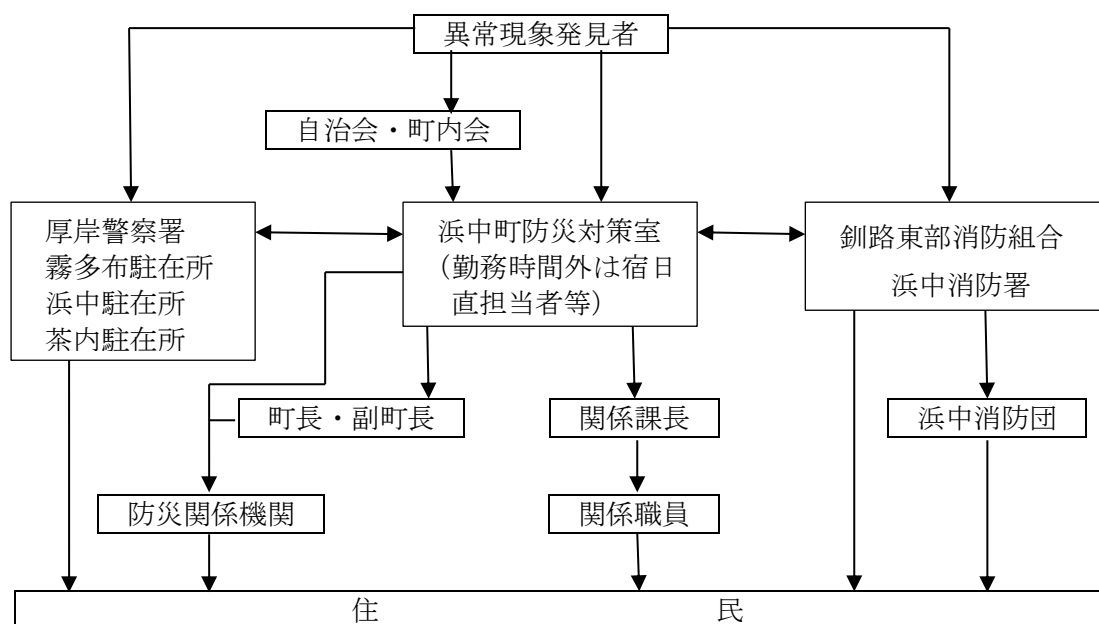 異常現象発見者
自治会・町内会
厚岸警察署
霧多布駐在所
浜中駐在所
茶内駐在所
浜中町防災対策室
（勤務時間外は宿日
直担当者等）
釧路東部消防組合
浜中消防署
町長・副町長
関係課長
浜中消防団
防災関係機関
関係職員
住　　　　民